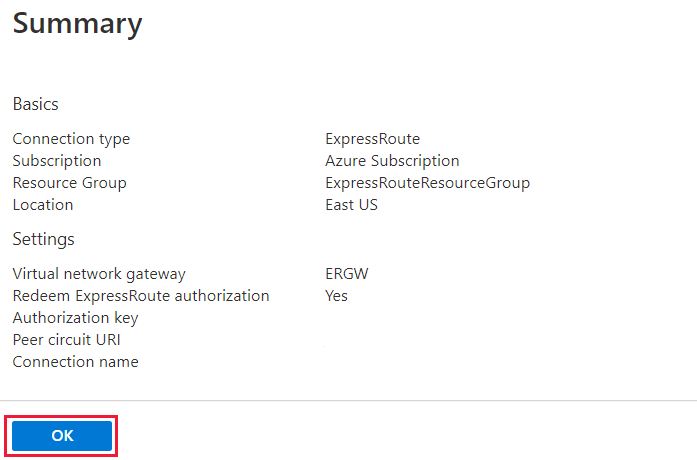 Summary
Basics
Connection type ExpressRoute
Subscription Azure Subscription
Resource Group ExpressRouteResourceGroup
Location East US
Settings
Virtual network gateway ERGW
Redeem ExpressRoute authorization Yes
Authorization key
Peer circuit URI
Connection name
OK